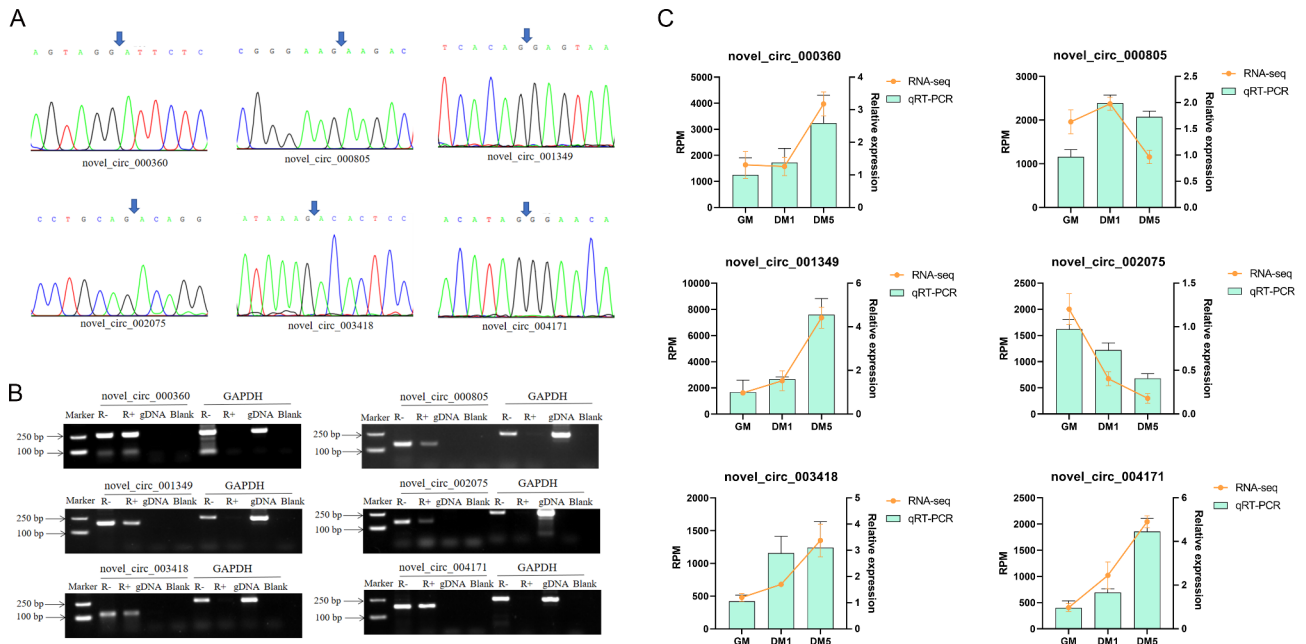 A
A G T A G G A T T C T C
C G G G A A G A A G A C
T C A C A G G A G T A A
novel_circ_000360
novel_circ_000805
novel_circ_001349
C C T G C A G A C A G G
A T A A A G A C A C T C C
A C A T A G G G A A C A
novel_circ_002075
novel_circ_003418
novel_circ_004171
B
novel_circ_000360 GAPDH
Marker R- R+ gDNA Blank R- R+ gDNA Blank
250 bp
100 bp
novel_circ_000805 GAPDH
Marker R- R+ gDNA Blank R- R+ gDNA Blank
250 bp
100 bp
novel_circ_001349 GAPDH
Marker R- R+ gDNA Blank R- R+ gDNA Blank
250 bp
100 bp
novel_circ_002075 GAPDH
Marker R- R+ gDNA Blank R- R+ gDNA Blank
250 bp
100 bp
novel_circ_003418 GAPDH
Marker R- R+ gDNA Blank R- R+ gDNA Blank
250 bp
100 bp
novel_circ_004171 GAPDH
Marker R- R+ gDNA Blank R- R+ gDNA Blank
250 bp
100 bp
C
novel_circ_000360
RNA-seq
qRT-PCR
RPM
5000
4000
3000
2000
1000
0
4
3
2
1
0
Relative expression
GM DM1 DM5
novel_circ_000805
RNA-seq
qRT-PCR
RPM
3000
2000
1000
0
2.5
2.0
1.5
1.0
0.5
0.0
Relative expression
GM DM1 DM5
novel_circ_001349
RNA-seq
qRT-PCR
RPM
10000
8000
6000
4000
2000
0
6
4
2
0
Relative expression
GM DM1 DM5
novel_circ_002075
RNA-seq
qRT-PCR
RPM
2500
2000
1500
1000
500
0
1.5
1.0
0.5
0.0
Relative expression
GM DM1 DM5
novel_circ_003418
RNA-seq
qRT-PCR
RPM
2000
1500
1000
500
0
5
4
3
2
1
0
Relative expression
GM DM1 DM5
novel_circ_004171
RNA-seq
qRT-PCR
RPM
2500
2000
1500
1000
500
0
6
4
2
0
Relative expression
GM DM1 DM5